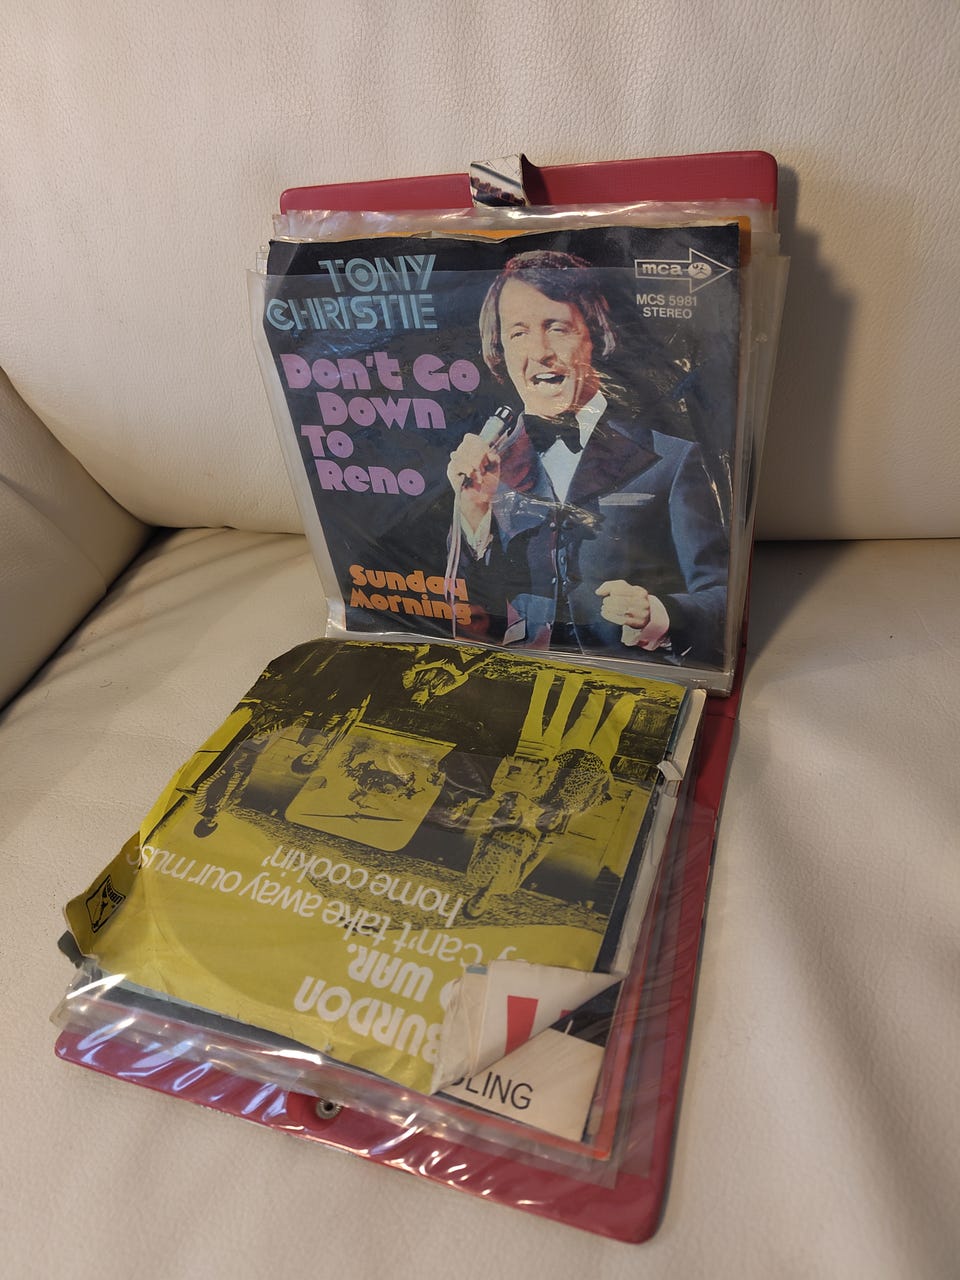 TONY
CHRISTIE
mca
MCS 5981
STEREO
Don't Go
Down
To
Reno
Sunday
Morning
BURDON
WAR.
can't take away our music
home cookin'
LIBERTY
LING